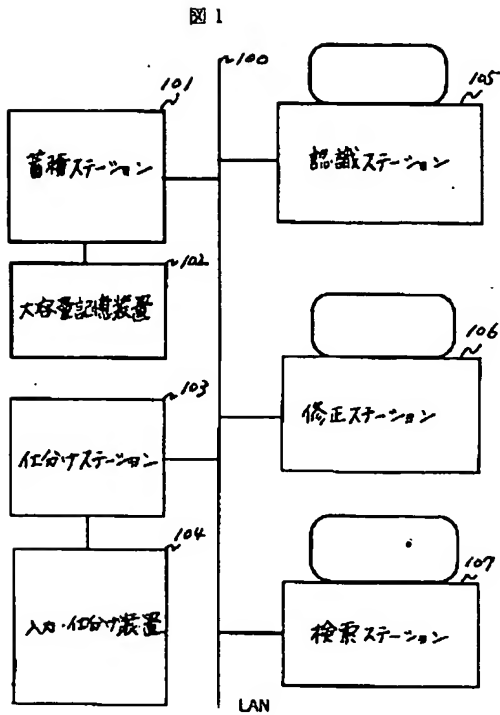 図1
100
101
蓄積ステーション
105
認識ステーション
102
大容量記憶装置
106
修正ステーション
103
仕分けステーション
104
入力・仕分け装置
107
検索ステーション
LAN